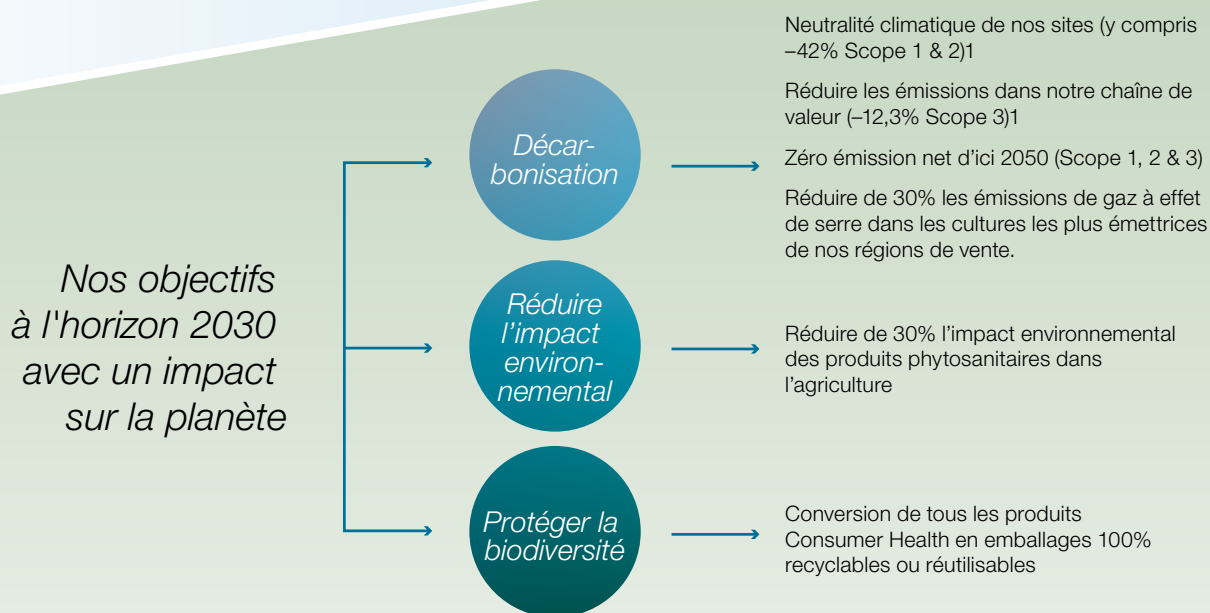 Nos objectifs
à l'horizon 2030
avec un impact
sur la planète
Décar-
bonisation
Neutralité climatique de nos sites (y compris
–42% Scope 1 & 2)1
Réduire les émissions dans notre chaîne de
valeur (–12,3% Scope 3)1
Zéro émission net d’ici 2050 (Scope 1, 2 & 3)
Réduire de 30% les émissions de gaz à effet
de serre dans les cultures les plus émettrices
de nos régions de vente.
Réduire
l’impact
environ-
nemental
Réduire de 30% l’impact environnemental
des produits phytosanitaires dans
l’agriculture
Protéger la
biodiversité
Conversion de tous les produits
Consumer Health en emballages 100%
recyclables ou réutilisables